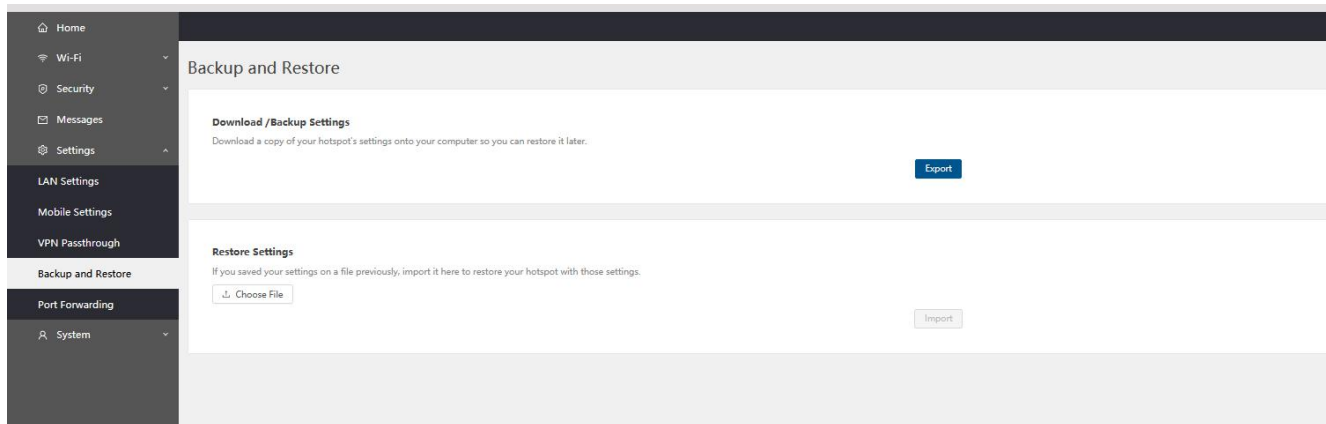 Home
Wi-Fi
Security
Messages
Settings
LAN Settings
Mobile Settings
VPN Passthrough
Backup and Restore
Port Forwarding
System
Backup and Restore
Download /Backup Settings
Download a copy of your hotspot's settings onto your computer so you can restore it later.
Export
Restore Settings
If you saved your settings on a file previously, import it here to restore your hotspot with those settings.
Choose File
Import